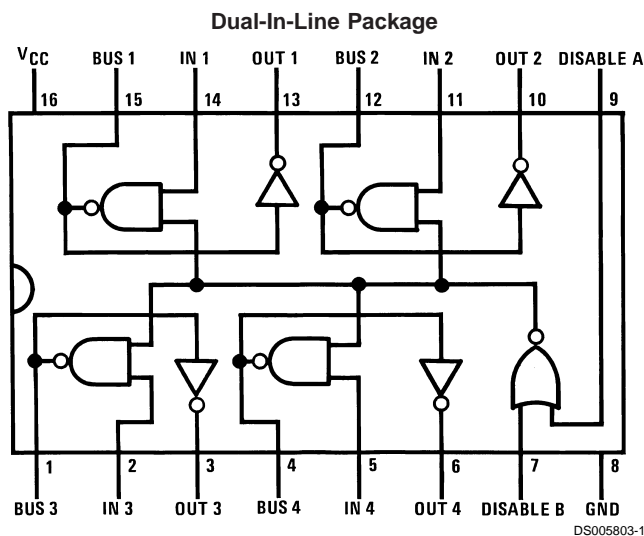 Dual-In-Line Package
VCC BUS 1 IN 1 OUT 1 BUS 2 IN 2 OUT 2 DISABLE A
16 15 14 13 12 11 10 9
1 2 3 4 5 6 7 8
BUS 3 IN 3 OUT 3 BUS 4 IN 4 OUT 4 DISABLE B GND
DS005803-1